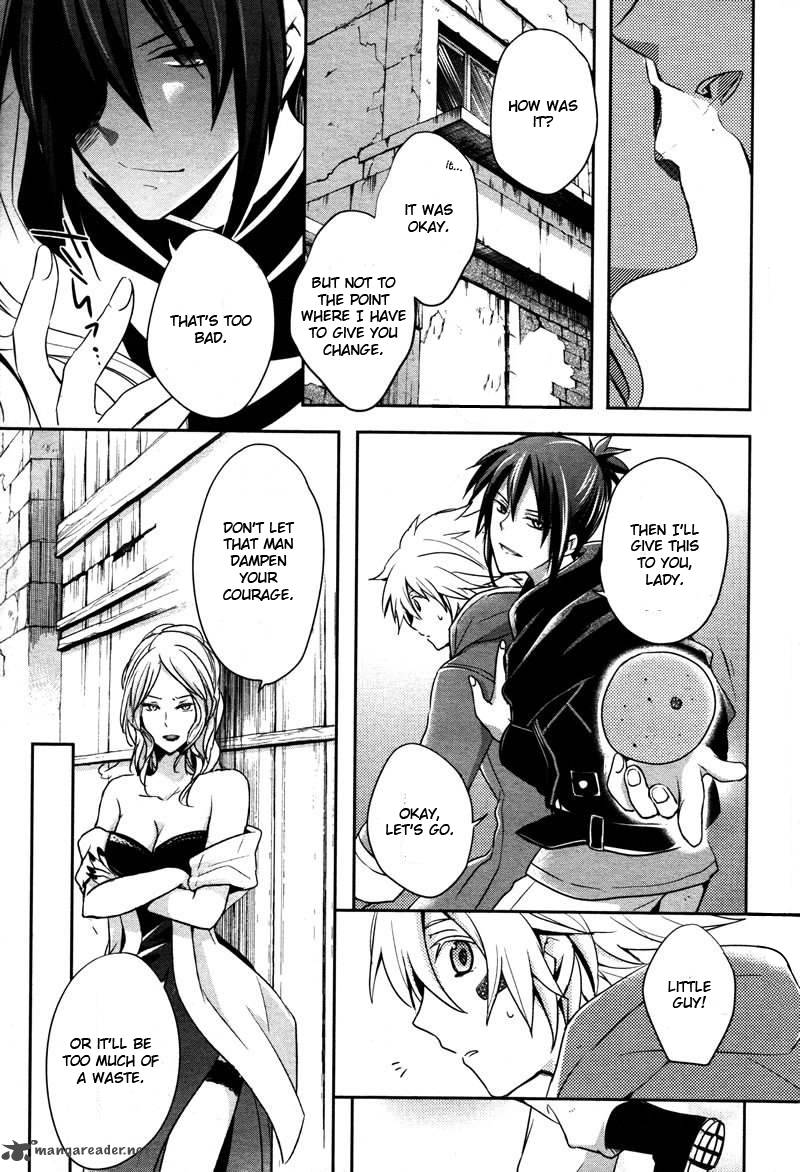 HOW WAS
IT?
it...
IT WAS
OKAY.
BUT NOT TO
THE POINT
WHERE I HAVE
TO GIVE YOU
CHANGE.
THAT'S TOO
BAD.
THEN I'LL
GIVE THIS
TO YOU,
LADY.
OKAY,
LET'S GO.
DON'T LET
THAT MAN
DAMPEN
YOUR
COURAGE.
LITTLE
GUY!
OR IT'LL BE
TOO MUCH OF
A WASTE.
mangareader.net